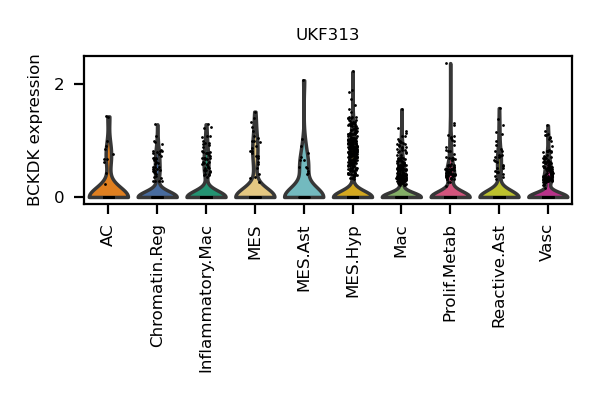 UKF313
BCKDK expression
2
0
AC
Chromatin.Reg
Inflammatory.Mac
MES
MES.Ast
MES.Hyp
Mac
Prolif.Metab
Reactive.Ast
Vasc